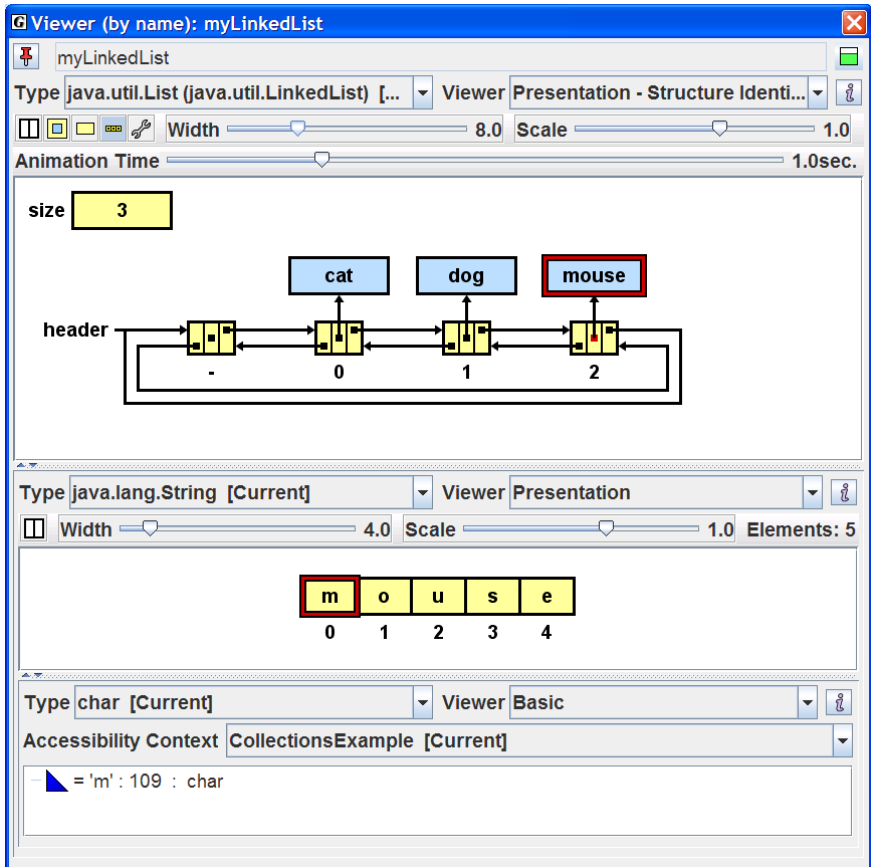 G Viewer (by name): myLinkedList
myLinkedList
Type java.util.List (java.util.LinkedList) [... Viewer Presentation - Structure Identi... i
Width 8.0 Scale 1.0
Animation Time 1.0sec.
size 3
cat dog mouse
header
- 0 1 2
Type java.lang.String [Current] Viewer Presentation i
Width 4.0 Scale 1.0 Elements: 5
m o u s e
0 1 2 3 4
Type char [Current] Viewer Basic i
Accessibility Context CollectionsExample [Current]
= 'm' : 109 : char